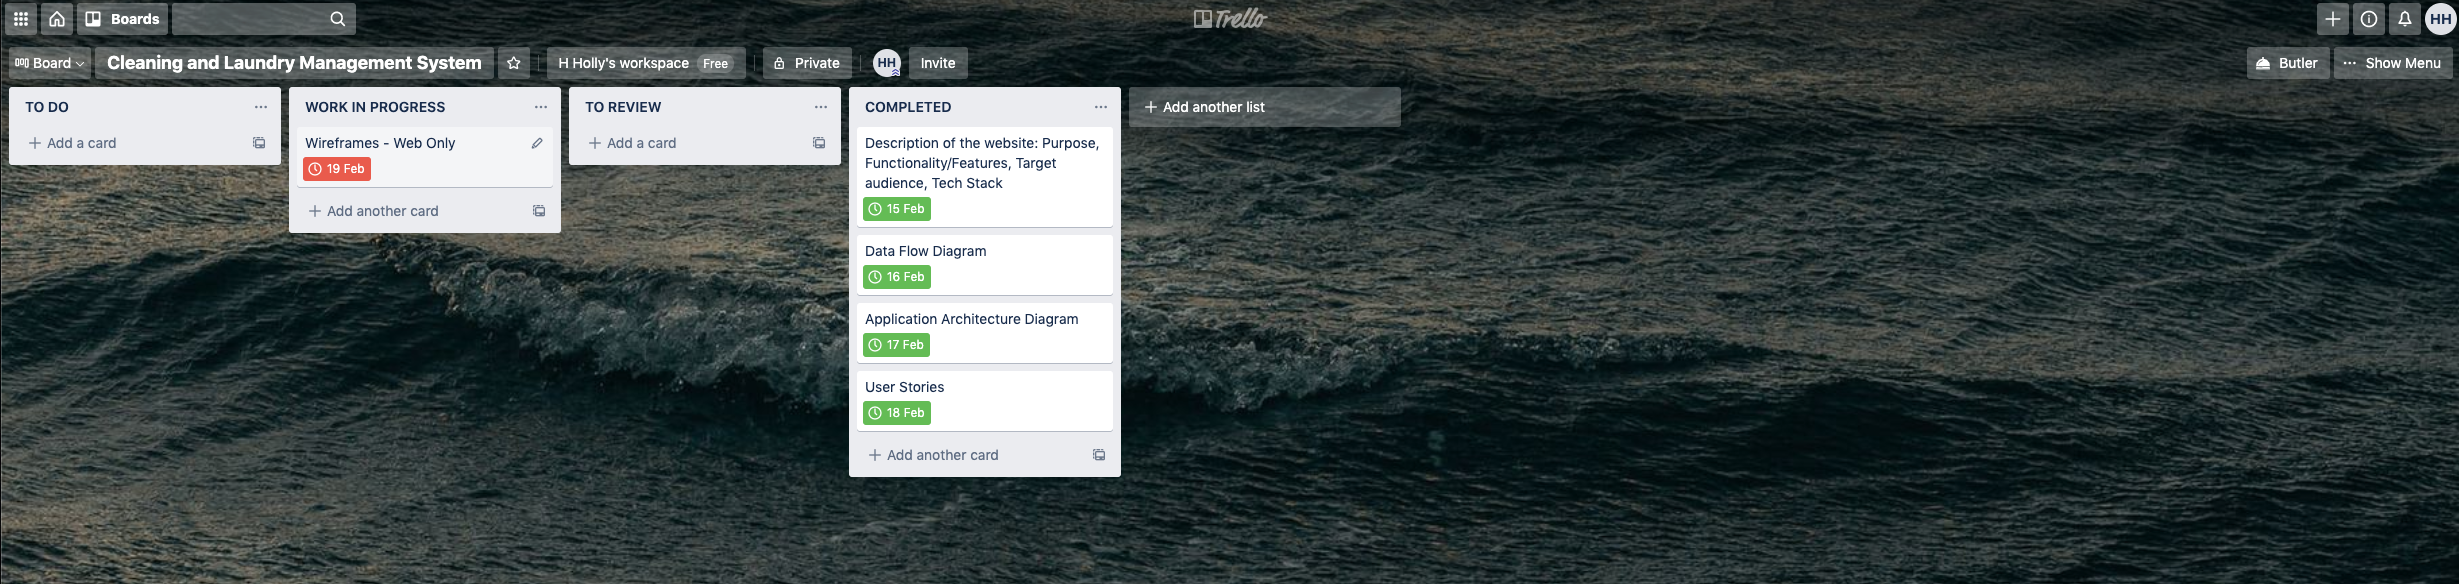 Boards
Trello
HH
Board
Cleaning and Laundry Management System
H Holly's workspace Free
Private
HH
Invite
Butler
··· Show Menu
TO DO ···
+ Add a card
WORK IN PROGRESS ···
Wireframes - Web Only
19 Feb
+ Add another card
TO REVIEW ···
+ Add a card
COMPLETED ···
Description of the website: Purpose,
Functionality/Features, Target
audience, Tech Stack
15 Feb
Data Flow Diagram
16 Feb
Application Architecture Diagram
17 Feb
User Stories
18 Feb
+ Add another card
+ Add another list